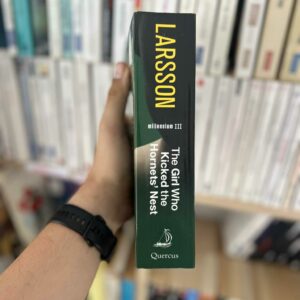 LARSSON
millennium III
The Girl Who
Kicked the
Hornets' Nest
Quercus